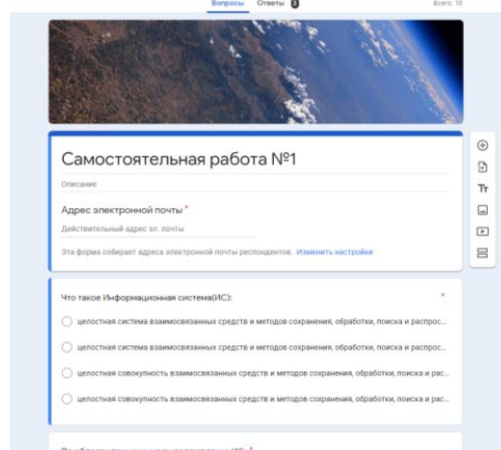 Вопросы Ответы 3 Всего: 10
Самостоятельная работа №1
Описание
Адрес электронной почты *
Действительный адрес эл. почты
Эта форма собирает адреса электронной почты респондентов. Изменить настройки
Что такое Информационная система(ИС): *
целостная система взаимосвязанных средств и методов сохранения, обработки, поиска и распрос...
целостная система взаимосвязанных средств и методов сохранения, обработки, поиска и распрос...
целостная совокупность взаимосвязанных средств и методов сохранения, обработки, поиска и рас...
целостная совокупность взаимосвязанных средств и методов сохранения, обработки, поиска и рас...